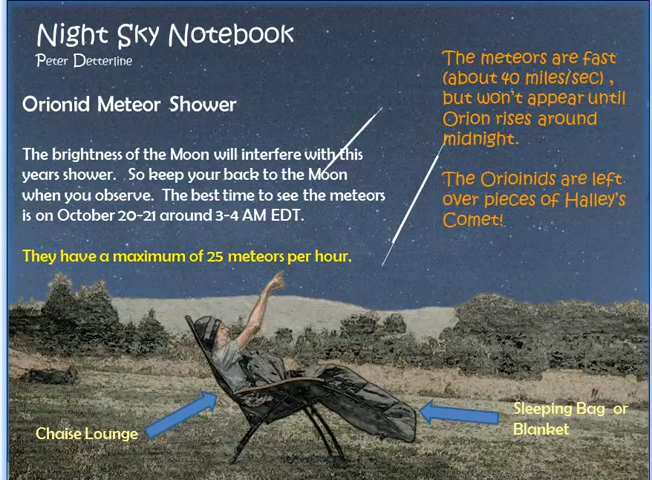 Night Sky Notebook
Peter Detterline
Orionid Meteor Shower
The brightness of the Moon will interfere with this
years shower.  So keep your back to the Moon
when you observe.  The best time to see the meteors
is on October 20-21 around 3-4 AM EDT.
They have a maximum of 25 meteors per hour.
The meteors are fast
(about 40 miles/sec) ,
but won't appear until
Orion rises around
midnight.
The Orioinids are left
over pieces of Halley's
Comet!
Chaise Lounge
Sleeping Bag  or
Blanket